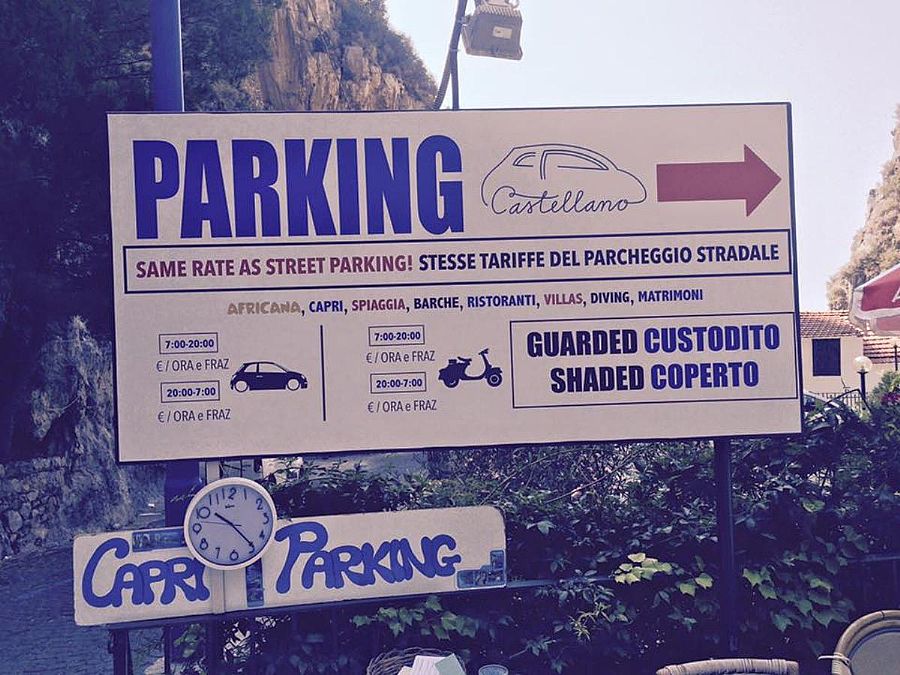 PARKING
Castellano
SAME RATE AS STREET PARKING! STESSE TARIFFE DEL PARCHEGGIO STRADALE
AFRICANA, CAPRI, SPIAGGIA, BARCHE, RISTORANTI, VILLAS, DIVING, MATRIMONI
7:00-20:00
€ / ORA e FRAZ
20:00-7:00
€ / ORA e FRAZ
7:00-20:00
€ / ORA e FRAZ
20:00-7:00
€ / ORA e FRAZ
GUARDED CUSTODITO
SHADED COPERTO
CAPRI PARKING